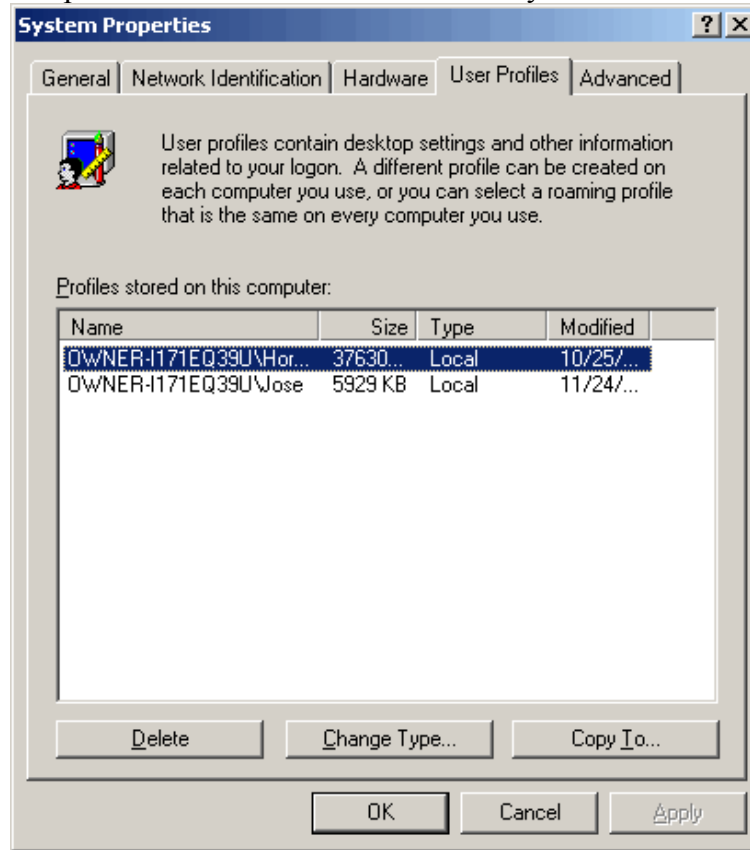 System Properties
? X
General Network Identification Hardware User Profiles Advanced
User profiles contain desktop settings and other information
related to your logon. A different profile can be created on
each computer you use, or you can select a roaming profile
that is the same on every computer you use.
Profiles stored on this computer:
Name Size Type Modified
OWNER-I171EQ39U\Hor... 37630... Local 10/25/...
OWNER-I171EQ39U\Jose 5929 KB Local 11/24/...
Delete Change Type... Copy To...
OK Cancel Apply